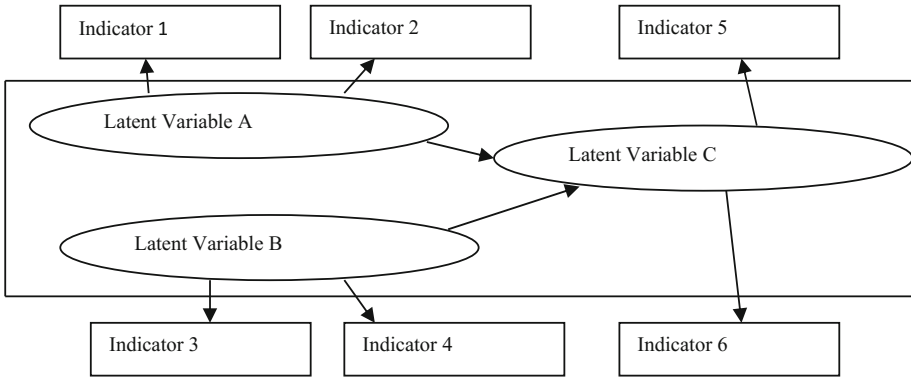 Indicator 1
Indicator 2
Indicator 5
Latent Variable A
Latent Variable C
Latent Variable B
Indicator 3
Indicator 4
Indicator 6